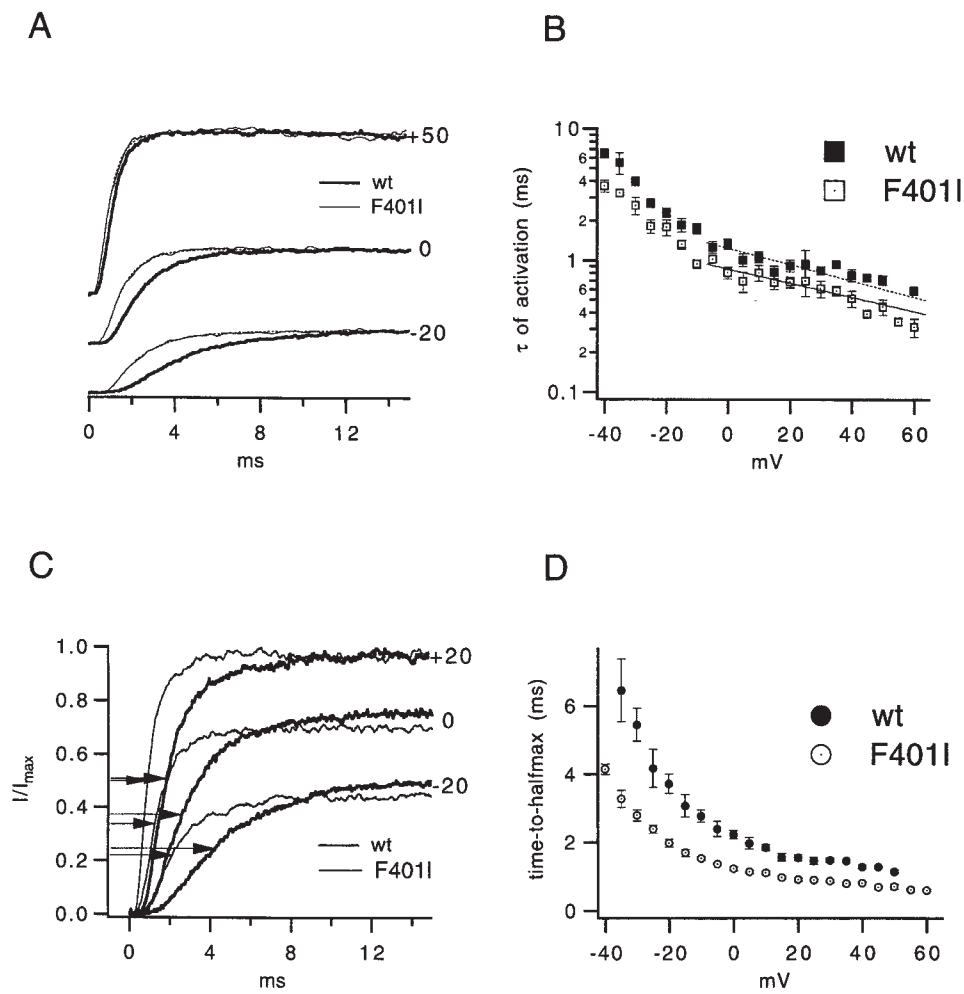 A
+50
wt
F401I
0
-20
0 4 8 12
ms
B
10
6
4
2
1
6
4
2
0.1
τ of activation (ms)
wt
F401I
-40 -20 0 20 40 60
mV
C
1.0
0.8
0.6
0.4
0.2
0.0
I/Imax
+20
0
-20
wt
F401I
0 4 8 12
ms
D
6
4
2
0
time-to-halfmax (ms)
wt
F401I
-40 -20 0 20 40 60
mV